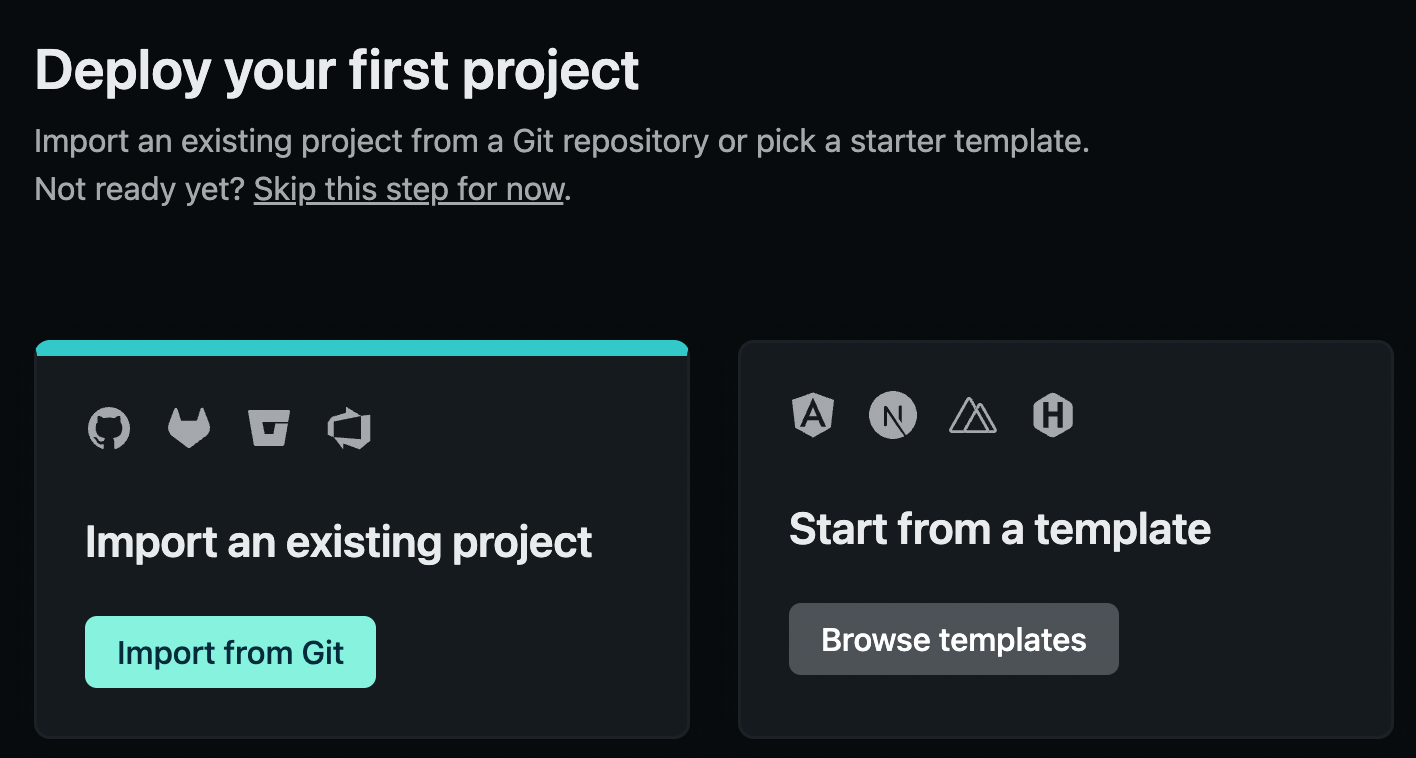 Deploy your first project
Import an existing project from a Git repository or pick a starter template.
Not ready yet? Skip this step for now.
Import an existing project
Import from Git
Start from a template
Browse templates